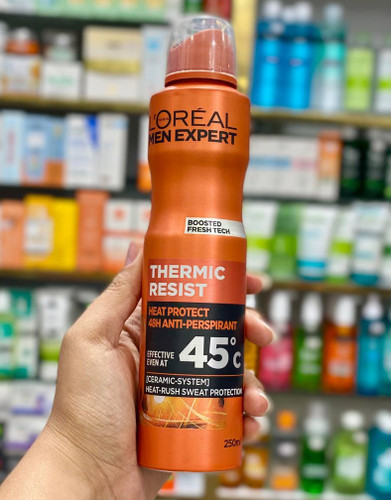 L'ORÉAL
MEN EXPERT
BOOSTED
FRESH TECH
THERMIC
RESIST
HEAT PROTECT
48H ANTI-PERSPIRANT
EFFECTIVE
EVEN AT
45°C
[CERAMIC-SYSTEM]
HEAT-RUSH SWEAT PROTECTION
250ml